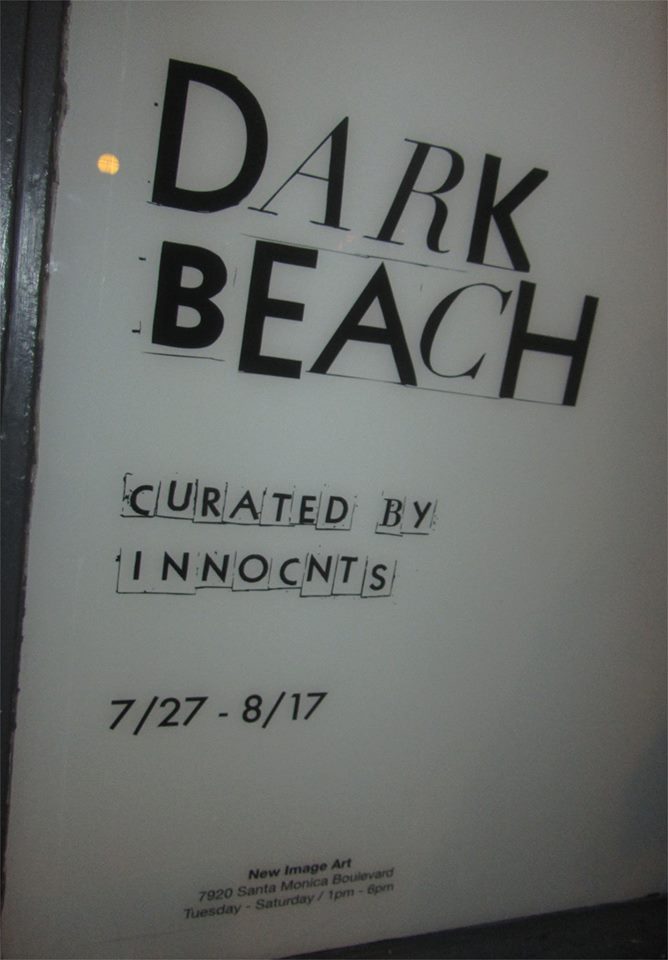 DARK
BEACH
CURATED BY
INNOCNTS
7/27 - 8/17
New Image Art
7920 Santa Monica Boulevard
Tuesday - Saturday / 1pm - 6pm